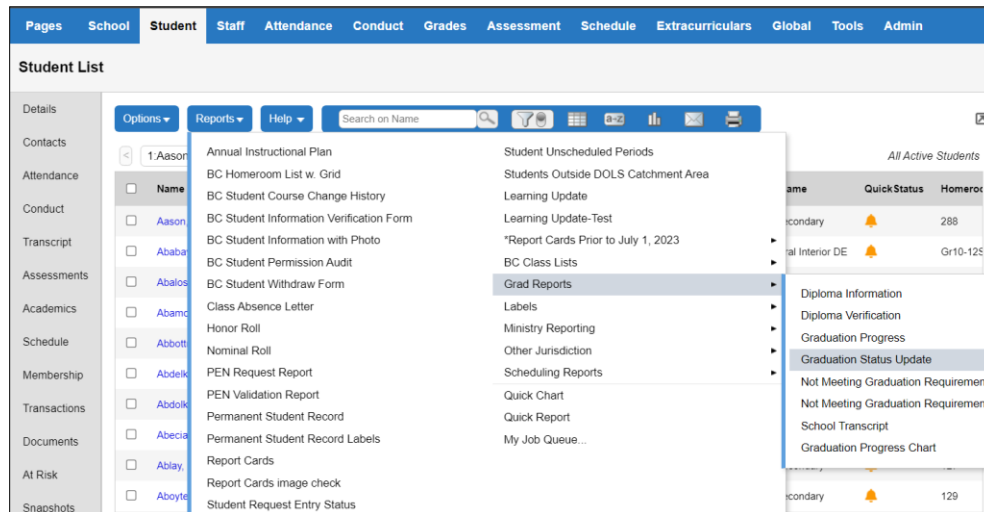 Pages School Student Staff Attendance Conduct Grades Assessment Schedule Extracurriculars Global Tools Admin
Student List
Details
Contacts
Attendance
Conduct
Transcript
Assessments
Academics
Schedule
Membership
Transactions
Documents
At Risk
Snapshots
Options Reports Help Search on Name a-z
< 1:Aason All Active Students
Name ame QuickStatus Homeroo
Aason, condary 288
Ababa ral Interior DE Gr10-12S
Abalos
Abamo
Abbott
Abdelk
Abdolk
Abecia
Ablay,
Aboyte condary 129
Annual Instructional Plan
BC Homeroom List w. Grid
BC Student Course Change History
BC Student Information Verification Form
BC Student Information with Photo
BC Student Permission Audit
BC Student Withdraw Form
Class Absence Letter
Honor Roll
Nominal Roll
PEN Request Report
PEN Validation Report
Permanent Student Record
Permanent Student Record Labels
Report Cards
Report Cards image check
Student Request Entry Status
Student Unscheduled Periods
Students Outside DOLS Catchment Area
Learning Update
Learning Update-Test
*Report Cards Prior to July 1, 2023
BC Class Lists
Grad Reports
Labels
Ministry Reporting
Other Jurisdiction
Scheduling Reports
Quick Chart
Quick Report
My Job Queue...
Diploma Information
Diploma Verification
Graduation Progress
Graduation Status Update
Not Meeting Graduation Requiremen
Not Meeting Graduation Requiremen
School Transcript
Graduation Progress Chart